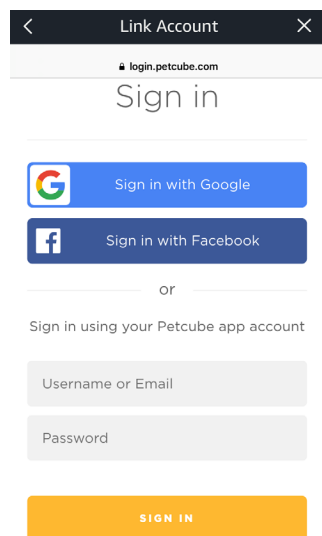 Link Account
login.petcube.com
Sign in
Sign in with Google
Sign in with Facebook
or
Sign in using your Petcube app account
Username or Email
Password
SIGN IN